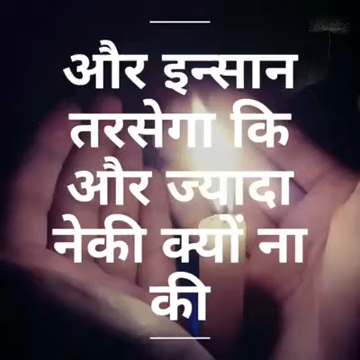 और इन्सान
तरसेगा कि
और ज्यादा
नेकी क्यों ना
की